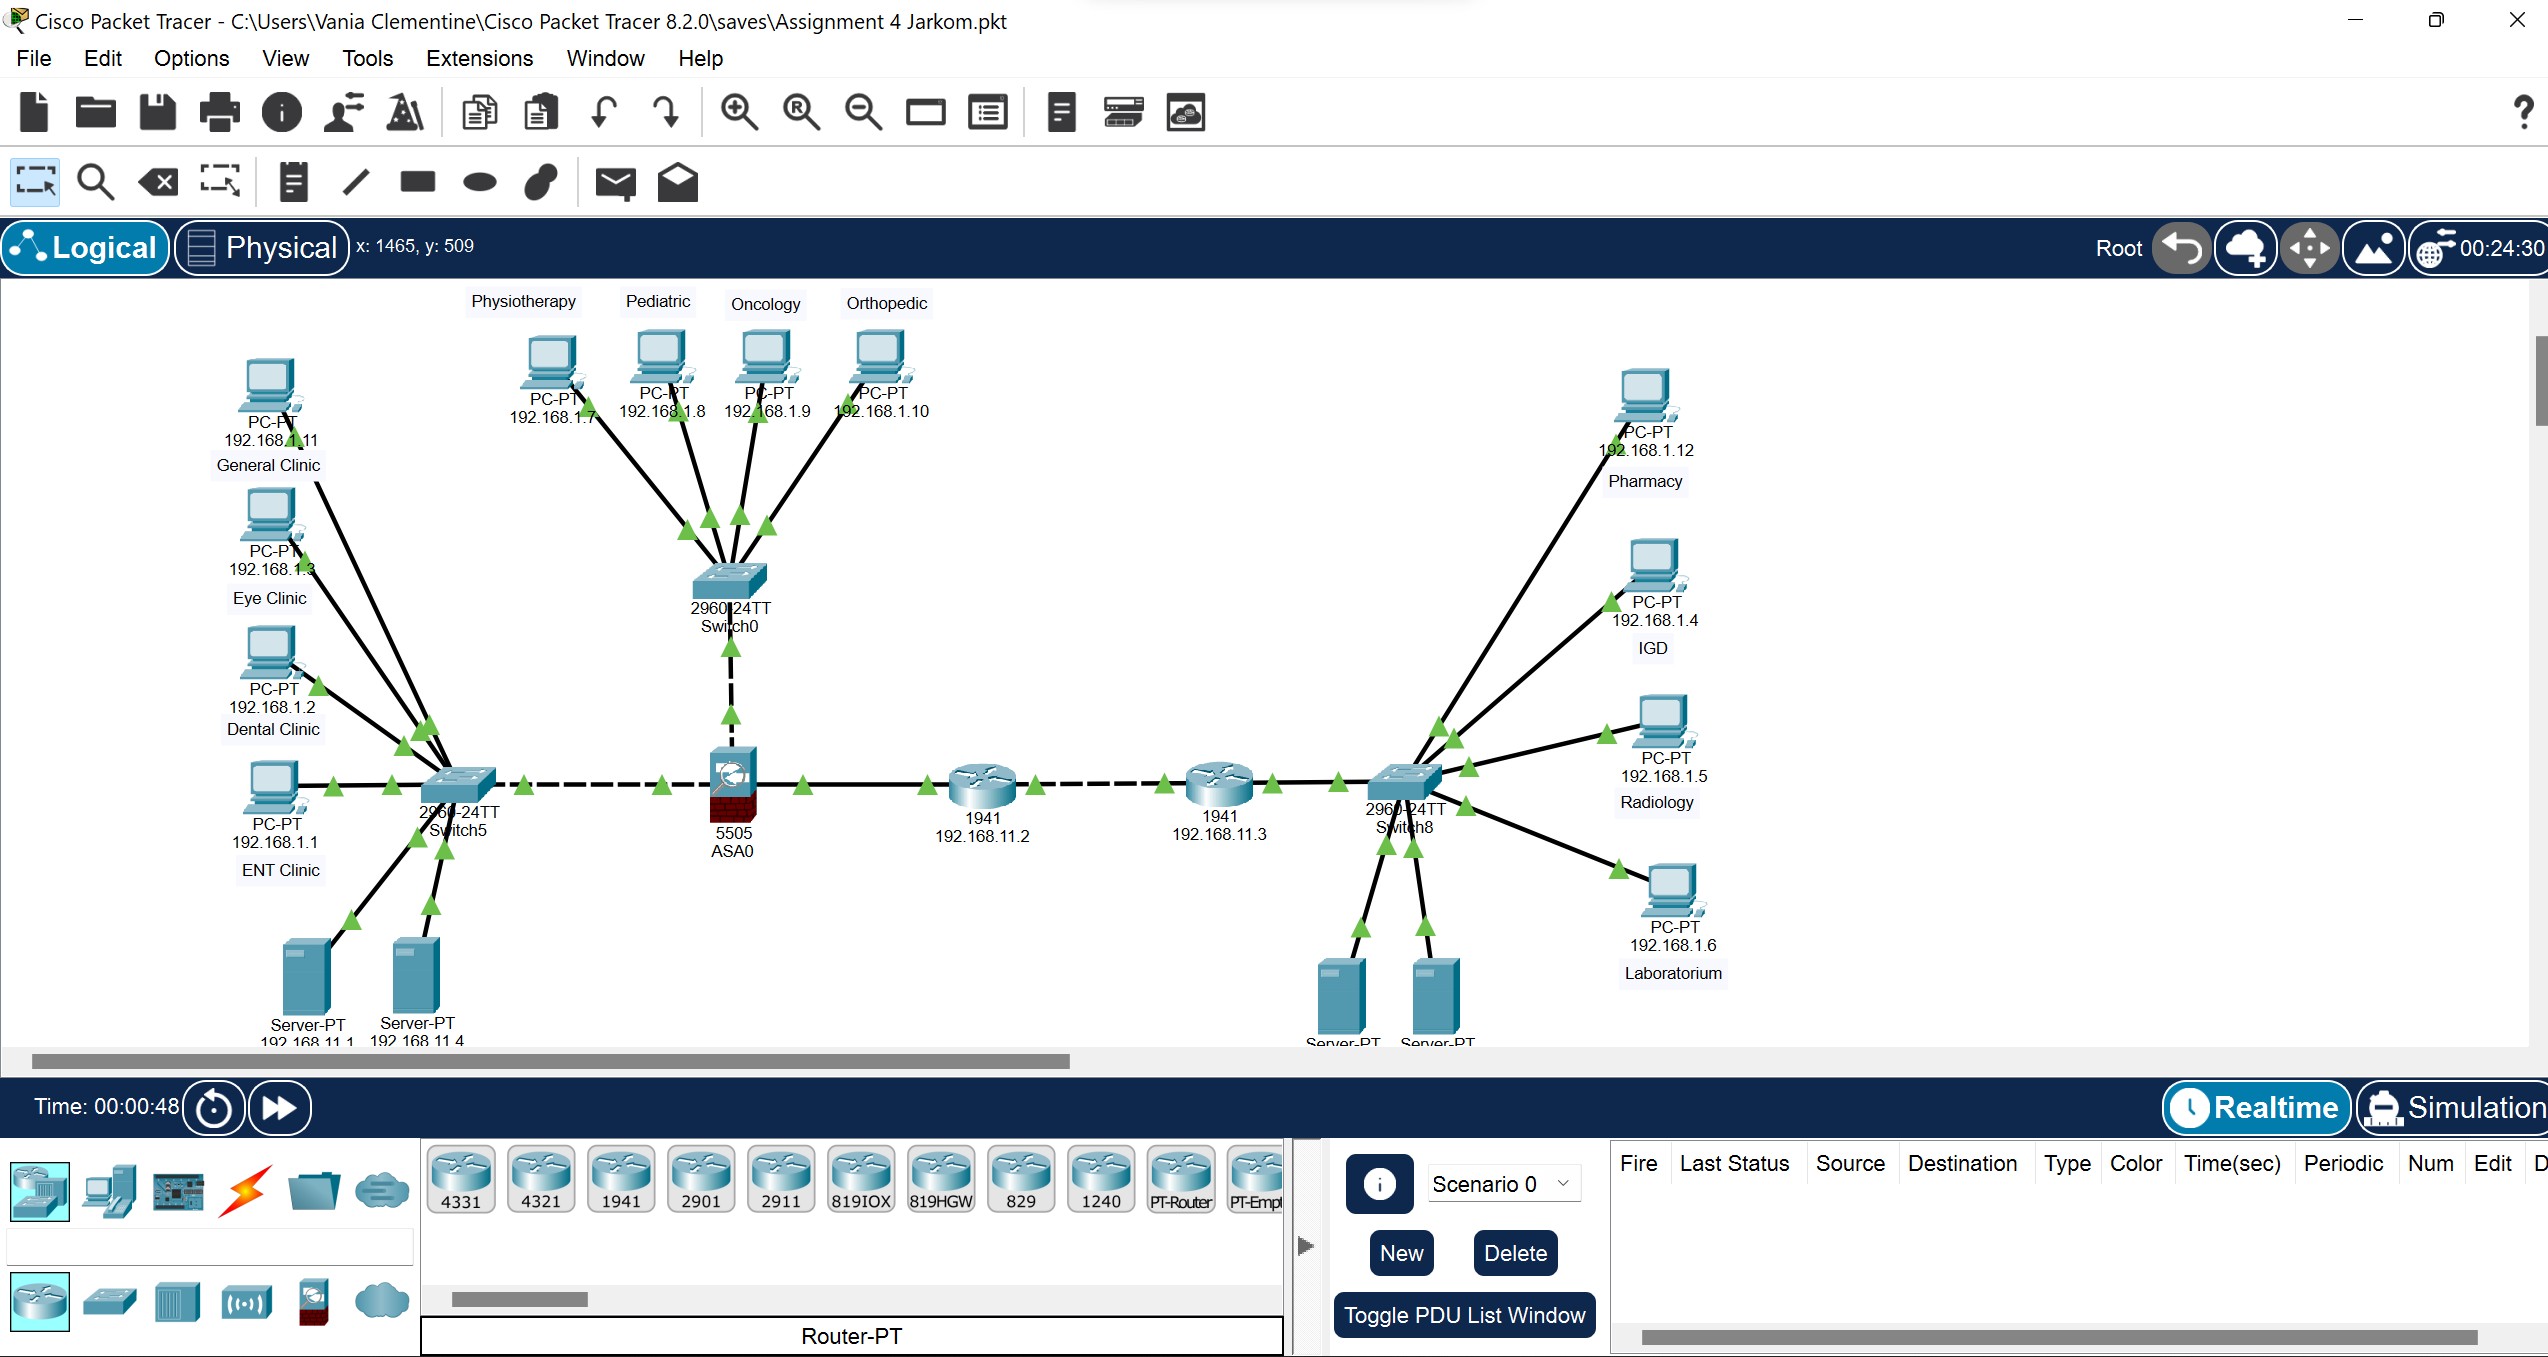 Cisco Packet Tracer - C:\Users\Vania Clementine\Cisco Packet Tracer 8.2.0\saves\Assignment 4 Jarkom.pkt
File Edit Options View Tools Extensions Window Help
Logical Physical x: 1465, y: 509 Root 00:24:30
Physiotherapy Pediatric Oncology Orthopedic
PC-PT
192.168.1.7
PC-PT
192.168.1.8
PC-PT
192.168.1.9
PC-PT
192.168.1.10
PC-PT
192.168.1.11
General Clinic
PC-PT
192.168.1.3
Eye Clinic
PC-PT
192.168.1.2
Dental Clinic
PC-PT
192.168.1.1
ENT Clinic
2960-24TT
Switch0
2960-24TT
Switch5
5505
ASA0
1941
192.168.11.2
1941
192.168.11.3
2960-24TT
Switch8
PC-PT
192.168.1.12
Pharmacy
PC-PT
192.168.1.4
IGD
PC-PT
192.168.1.5
Radiology
PC-PT
192.168.1.6
Laboratorium
Server-PT
192.168.11.1
Server-PT
192.168.11.4
Server-PT
Server-PT
Time: 00:00:48 Realtime Simulation
4331 4321 1941 2901 2911 819IOX 819HGW 829 1240 PT-Router PT-Empt
Router-PT
Scenario 0
New Delete
Toggle PDU List Window
Fire Last Status Source Destination Type Color Time(sec) Periodic Num Edit D